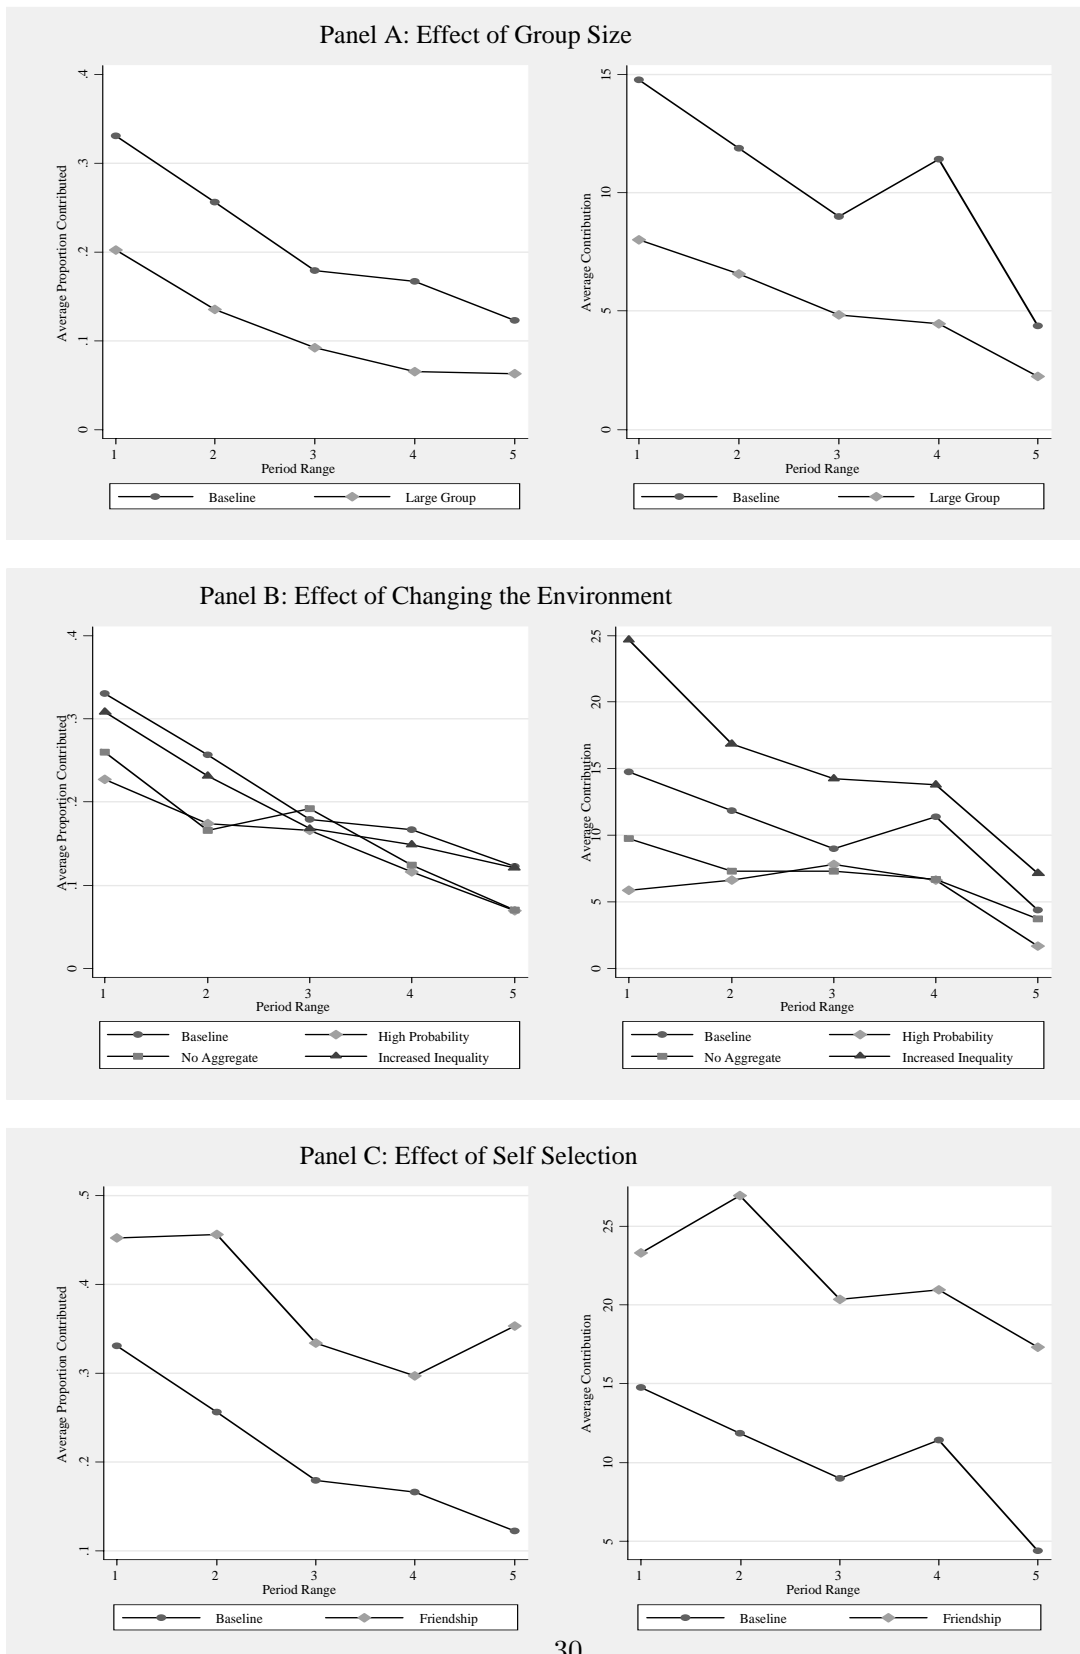 Panel A: Effect of Group Size
Average Proportion Contributed
.4
.3
.2
.1
0
1 2 3 4 5
Period Range
Baseline Large Group
Average Contribution
15
10
5
0
1 2 3 4 5
Period Range
Baseline Large Group
Panel B: Effect of Changing the Environment
Average Proportion Contributed
.4
.3
.2
.1
0
1 2 3 4 5
Period Range
Baseline High Probability
No Aggregate Increased Inequality
Average Contribution
25
20
15
10
5
0
1 2 3 4 5
Period Range
Baseline High Probability
No Aggregate Increased Inequality
Panel C: Effect of Self Selection
Average Proportion Contributed
.5
.4
.3
.2
.1
1 2 3 4 5
Period Range
Baseline Friendship
Average Contribution
25
20
15
10
5
1 2 3 4 5
Period Range
Baseline Friendship
30